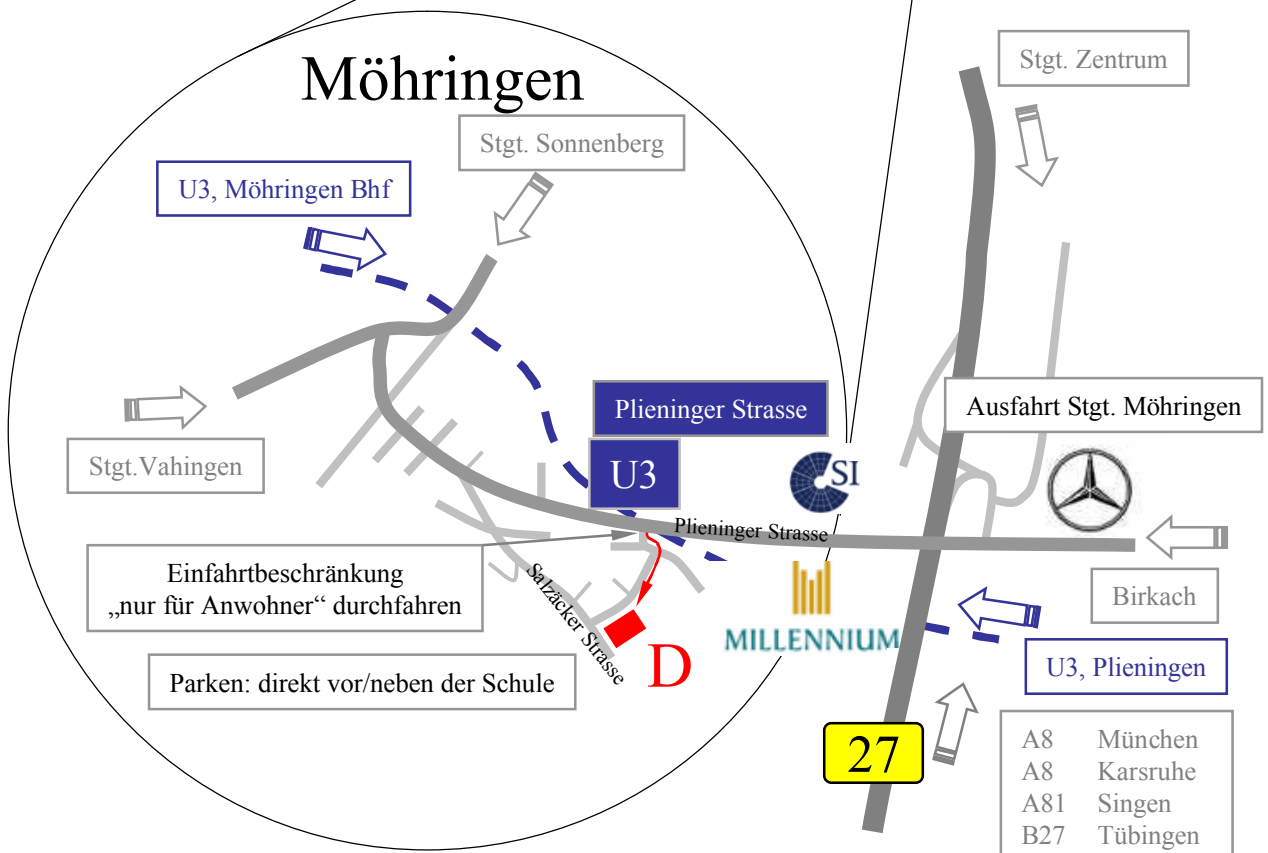 Möhringen
Stgt. Zentrum
Stgt. Sonnenberg
U3, Möhringen Bhf
Plieninger Strasse
Ausfahrt Stgt. Möhringen
Stgt.Vahingen
U3
SI
Plieninger Strasse
Einfahrtbeschränkung
„nur für Anwohner“ durchfahren
Salzäcker Strasse
Birkach
MILLENNIUM
D
U3, Plieningen
Parken: direkt vor/neben der Schule
27
A8 München
A8 Karsruhe
A81 Singen
B27 Tübingen